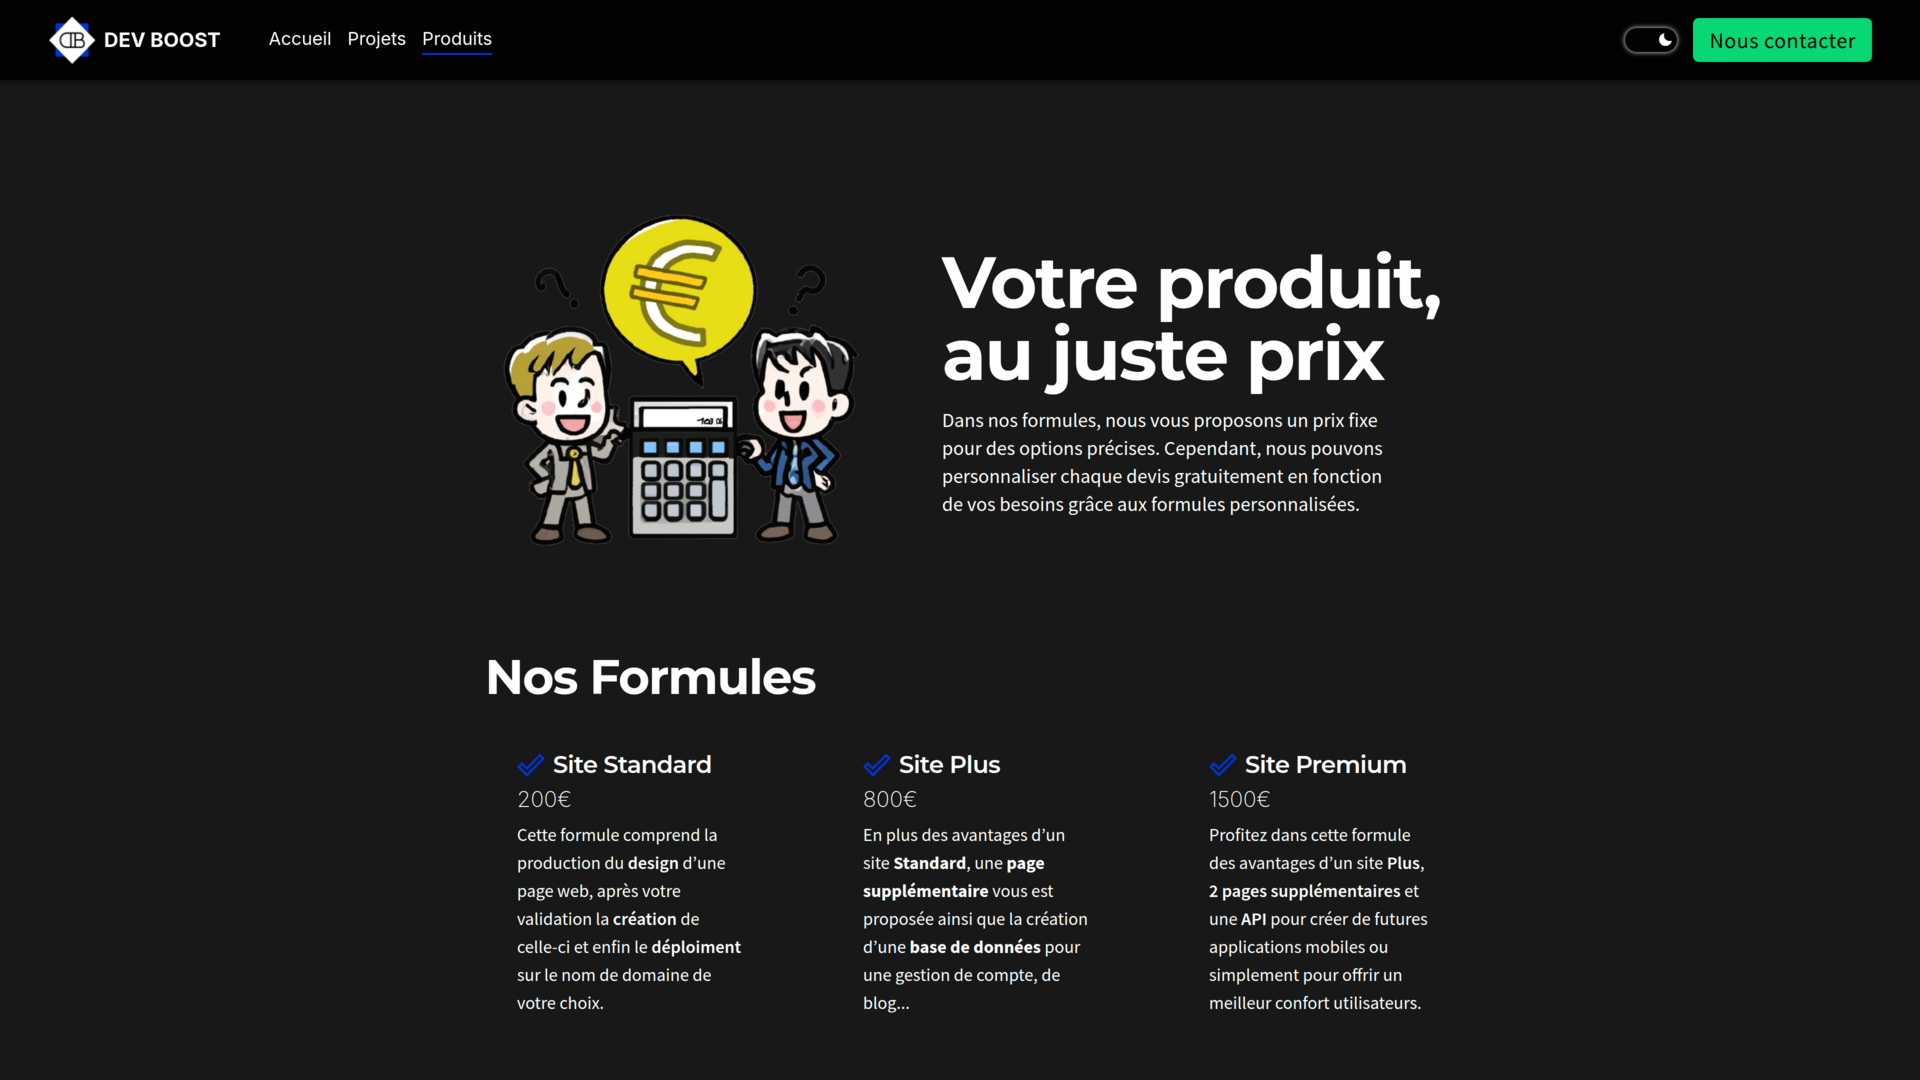 DEV BOOST
Accueil
Projets
Produits
Nous contacter
Votre produit,
au juste prix
Dans nos formules, nous vous proposons un prix fixe
pour des options précises. Cependant, nous pouvons
personnaliser chaque devis gratuitement en fonction
de vos besoins grâce aux formules personnalisées.
Nos Formules
Site Standard
200€
Cette formule comprend la
production du design d’une
page web, après votre
validation la création de
celle-ci et enfin le déploiment
sur le nom de domaine de
votre choix.
Site Plus
800€
En plus des avantages d’un
site Standard, une page
supplémentaire vous est
proposée ainsi que la création
d’une base de données pour
une gestion de compte, de
blog...
Site Premium
1500€
Profitez dans cette formule
des avantages d’un site Plus,
2 pages supplémentaires et
une API pour créer de futures
applications mobiles ou
simplement pour offrir un
meilleur confort utilisateurs.